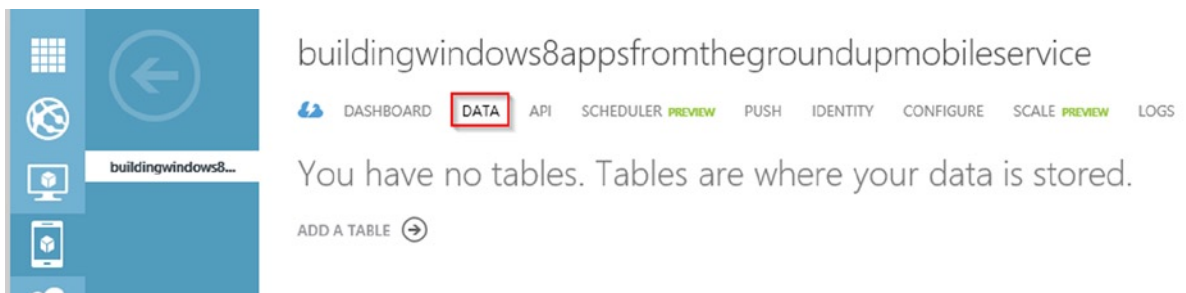 buildingwindows8appsfromthegroundupmobileservice
DASHBOARD DATA API SCHEDULER PREVIEW PUSH IDENTITY CONFIGURE SCALE PREVIEW LOGS
buildingwindows8...
You have no tables. Tables are where your data is stored.
ADD A TABLE